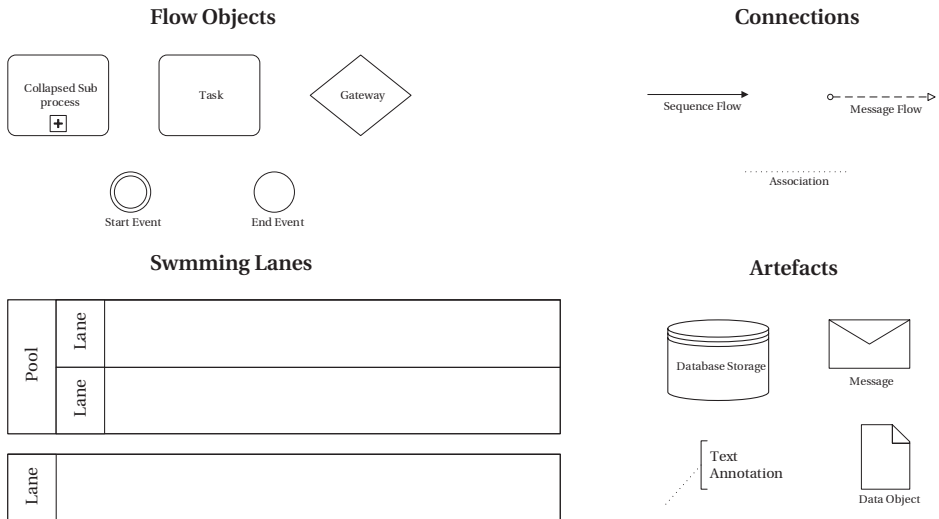 Flow Objects
Collapsed Sub
process
Task
Gateway
Start Event
End Event
Connections
Sequence Flow
Message Flow
Association
Swmming Lanes
Pool
Lane
Lane
Lane
Artefacts
Database Storage
Message
Text
Annotation
Data Object